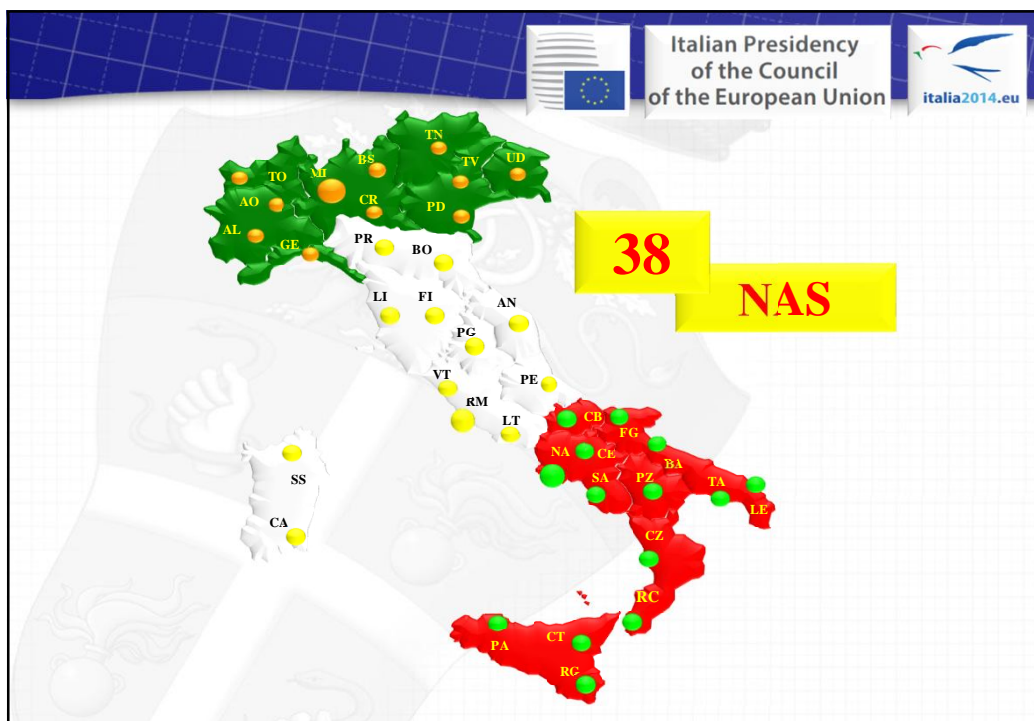 Italian Presidency
of the Council
of the European Union
italia2014.eu
TN
BS
TV
UD
MI
TO
CR
AO
PD
AL
GE
PR
BO
38
NAS
LI
FI
AN
PG
VT
PE
RM
LT
CB
FG
NA
CE
BA
SA
PZ
TA
LE
SS
CA
CZ
RC
CT
PA
RG